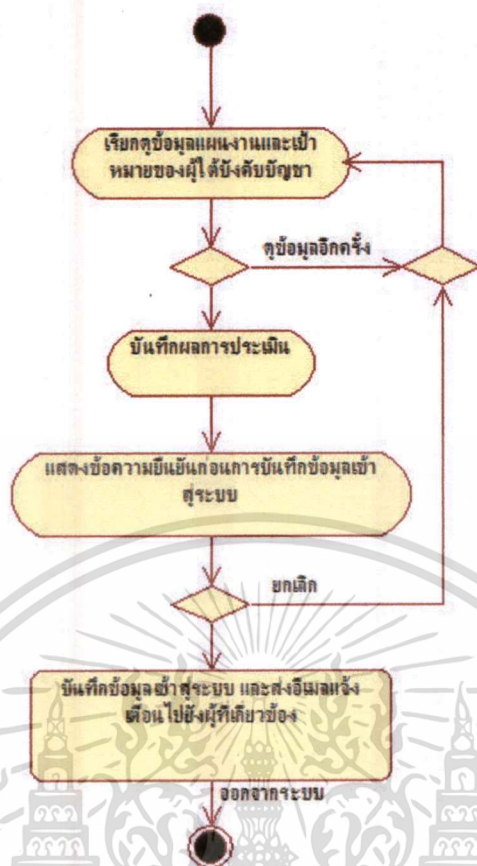 เรียกดูข้อมูลแผนงานและเป้า
หมายของผู้ใต้บังคับบัญชา
ดูข้อมูลอีกครั้ง
บันทึกผลการประเมิน
แสดงข้อความยืนยันก่อนการบันทึกข้อมูลเข้า
สู่ระบบ
ยกเลิก
บันทึกข้อมูลเข้าสู่ระบบ และส่งอีเมลแจ้ง
เตือนไปยังผู้ที่เกี่ยวข้อง
ออกจากระบบ